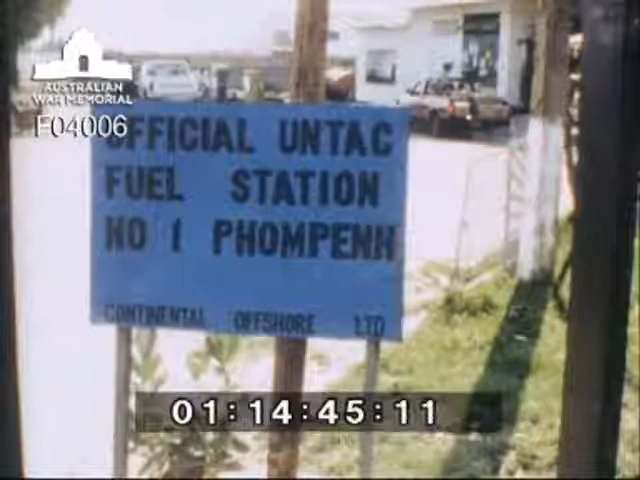 AUSTRALIAN
WAR MEMORIAL
F04006
OFFICIAL UNTAC
FUEL STATION
NO 1 PHOMPENH
CONTINENTAL OFFSHORE LTD
01:14:45:11